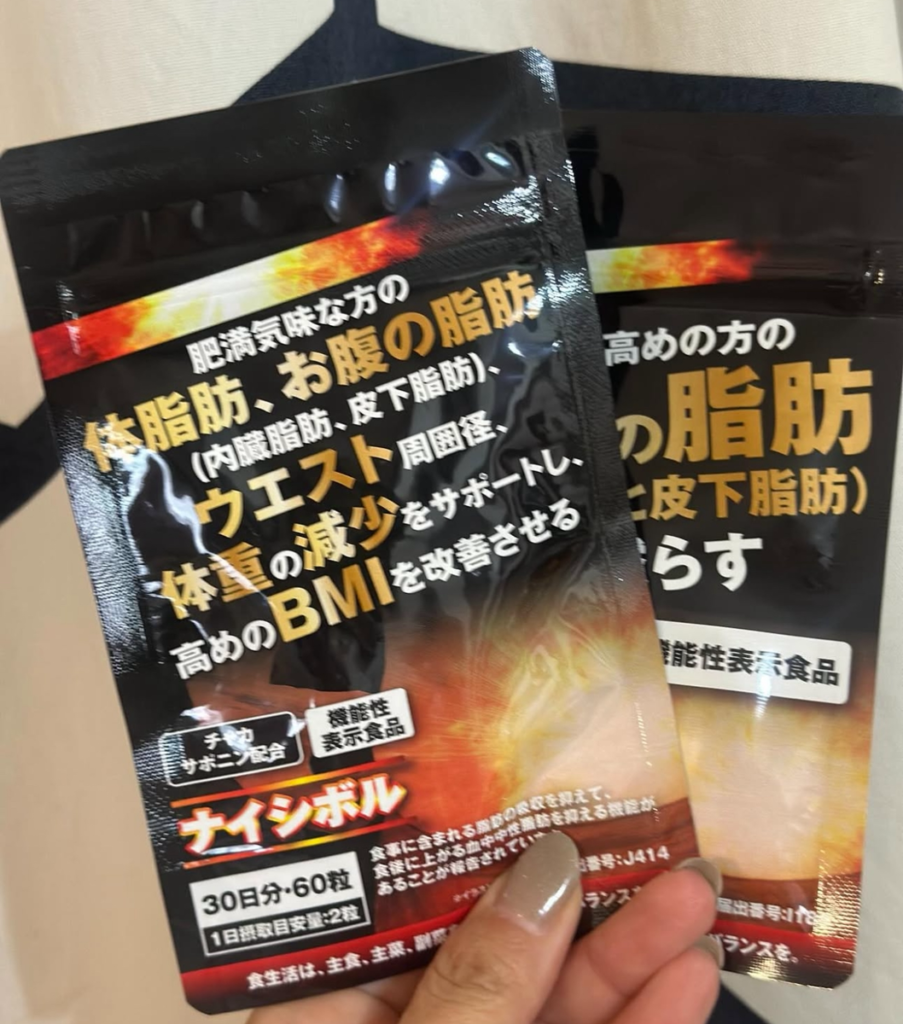 肥満気味な方の
体脂肪、お腹の脂肪
(内臓脂肪、皮下脂肪)、
ウエスト周囲径、
体重の減少をサポートし、
高めのBMIを改善させる
チャカ
サポニン配合
機能性
表示食品
ナイシボル
食事に含まれる脂肪の吸収を抑えて、
食後に上がる血中中性脂肪を抑える機能が
あることが報告されてい
30日分・60粒
1日摂取目安量:2粒
出番号:J414
食生活は、主食、主菜、副
ランス
高めの方の
の脂肪
と皮下脂肪)
らす
機能性表示食品
届出番号:I
バランスを。